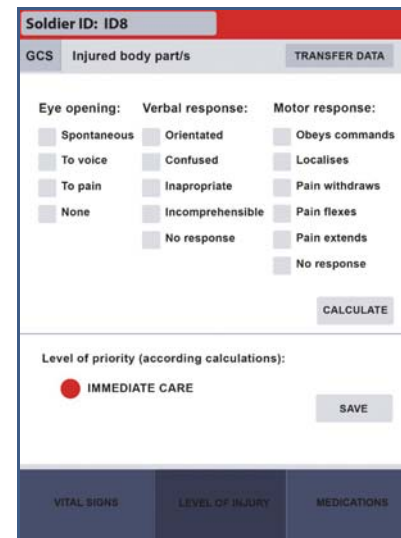 Soldier ID: ID8
GCS Injured body part/s TRANSFER DATA
Eye opening: Verbal response: Motor response:
Spontaneous Orientated Obeys commands
To voice Confused Localises
To pain Inapropriate Pain withdraws
None Incomprehensible Pain flexes
No response Pain extends
No response
CALCULATE
Level of priority (according calculations):
IMMEDIATE CARE
SAVE
VITAL SIGNS LEVEL OF INJURY MEDICATIONS